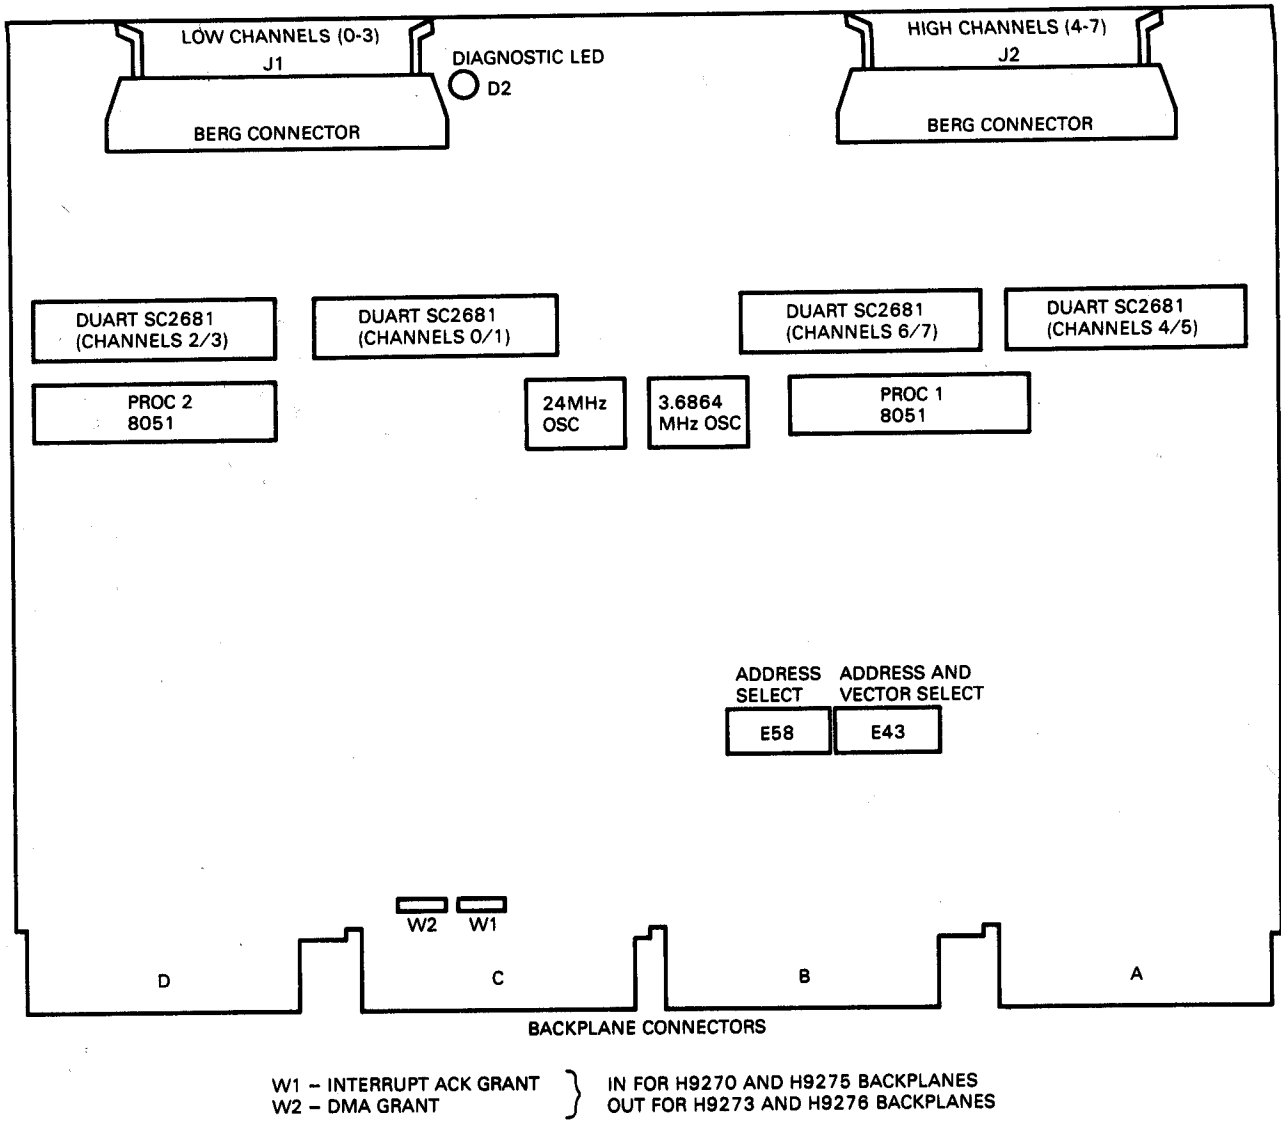 LOW CHANNELS (0-3)
J1
DIAGNOSTIC LED
D2
BERG CONNECTOR
HIGH CHANNELS (4-7)
J2
BERG CONNECTOR
DUART SC2681
(CHANNELS 2/3)
DUART SC2681
(CHANNELS 0/1)
DUART SC2681
(CHANNELS 6/7)
DUART SC2681
(CHANNELS 4/5)
PROC 2
8051
24MHz
OSC
3.6864
MHz OSC
PROC 1
8051
ADDRESS
SELECT
ADDRESS AND
VECTOR SELECT
E58
E43
W2
W1
D
C
B
A
BACKPLANE CONNECTORS
W1 – INTERRUPT ACK GRANT
W2 – DMA GRANT
IN FOR H9270 AND H9275 BACKPLANES
OUT FOR H9273 AND H9276 BACKPLANES